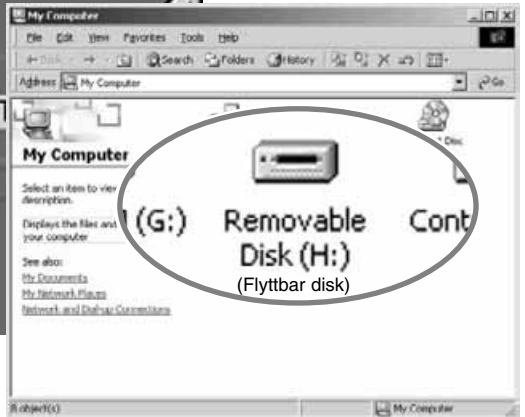 My Computer
File Edit View Favorites Tools Help
Back
Search Folders History
Address My Computer Go
My Computer
Select an item to view
description.
Displays the files and
your computer
See also:
My Documents
My Network Places
Network and Dial-up Connections
(G:) Removable Disk (H:) Cont
(Flyttbar disk)
8 object(s) My Computer